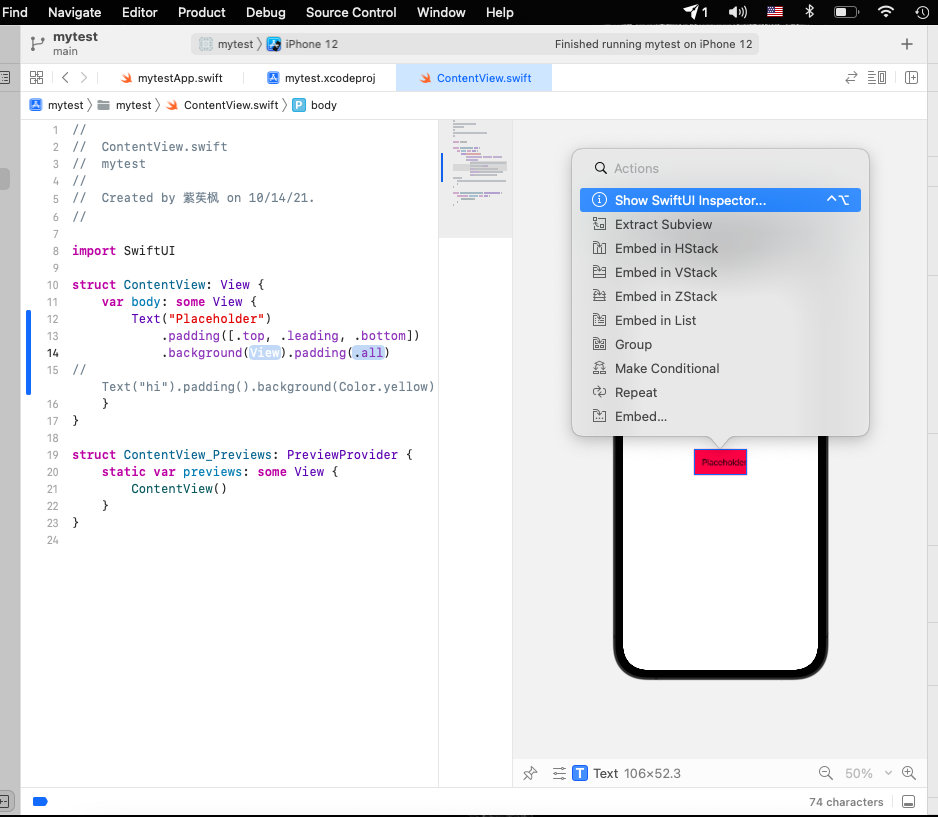 Find Navigate Editor Product Debug Source Control Window Help 1
mytest
main
mytest iPhone 12
Finished running mytest on iPhone 12
mytestApp.swift mytest.xcodeproj ContentView.swift
mytest mytest ContentView.swift P body
1 //
2 //  ContentView.swift
3 //  mytest
4 //
5 //  Created by 紫英枫 on 10/14/21.
6 //
7
8 import SwiftUI
9
10 struct ContentView: View {
11     var body: some View {
12         Text("Placeholder")
13             .padding([.top, .leading, .bottom])
14             .background(View).padding(.all)
15 //
    Text("hi").padding().background(Color.yellow)
16     }
17 }
18
19 struct ContentView_Previews: PreviewProvider {
20     static var previews: some View {
21         ContentView()
22     }
23 }
24
Actions
Show SwiftUI Inspector... ^⌥
Extract Subview
Embed in HStack
Embed in VStack
Embed in ZStack
Embed in List
Group
Make Conditional
Repeat
Embed...
Placeholder
T Text 106×52.3 50%
74 characters